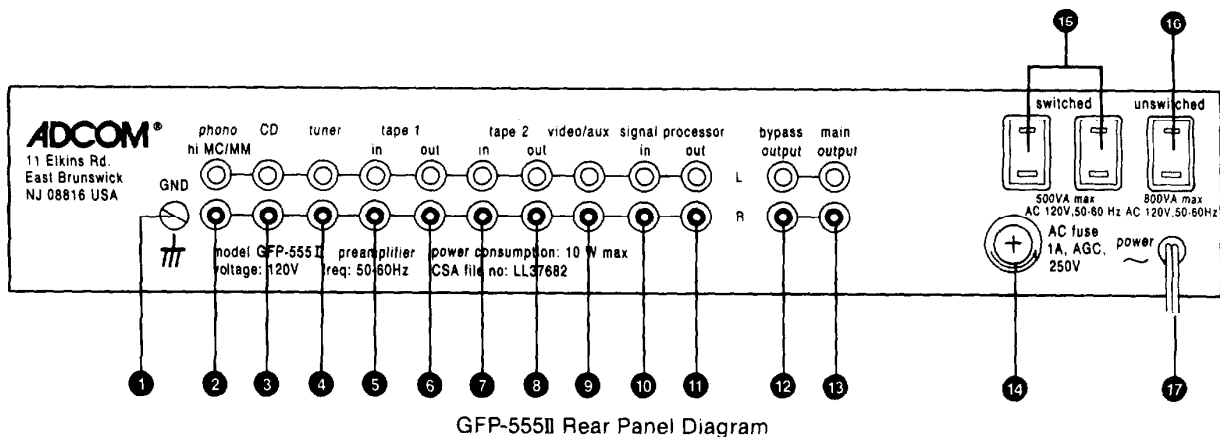 15 16
ADCOM®
11 Elkins Rd.
East Brunswick
NJ 08816 USA
GND
phono CD tuner tape 1 tape 2 video/aux signal processor bypass main
hi MC/MM in out in out in out output output
L
R
switched unswitched
500VA max 800VA max
AC 120V,50-60 Hz AC 120V,50-60Hz
AC fuse
1A, AGC,
250V
power
~
model GFP-555II preamplifier power consumption: 10 W max
voltage: 120V freq: 50-60Hz CSA file no: LL37682
1 2 3 4 5 6 7 8 9 10 11 12 13 14 17
GFP-555II Rear Panel Diagram